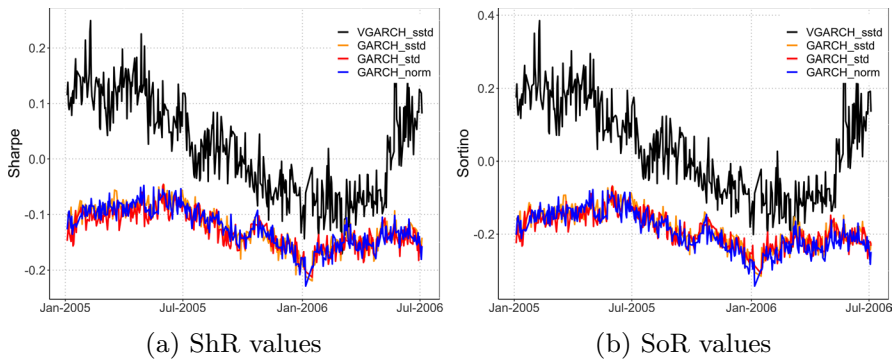 VGARCH_sstd
GARCH_sstd
GARCH_std
GARCH_norm
Sharpe
0.2
0.1
0.0
-0.1
-0.2
Jan-2005 Jul-2005 Jan-2006 Jul-2006
(a) ShR values
VGARCH_sstd
GARCH_sstd
GARCH_std
GARCH_norm
Sortino
0.4
0.2
0.0
-0.2
Jan-2005 Jul-2005 Jan-2006 Jul-2006
(b) SoR values